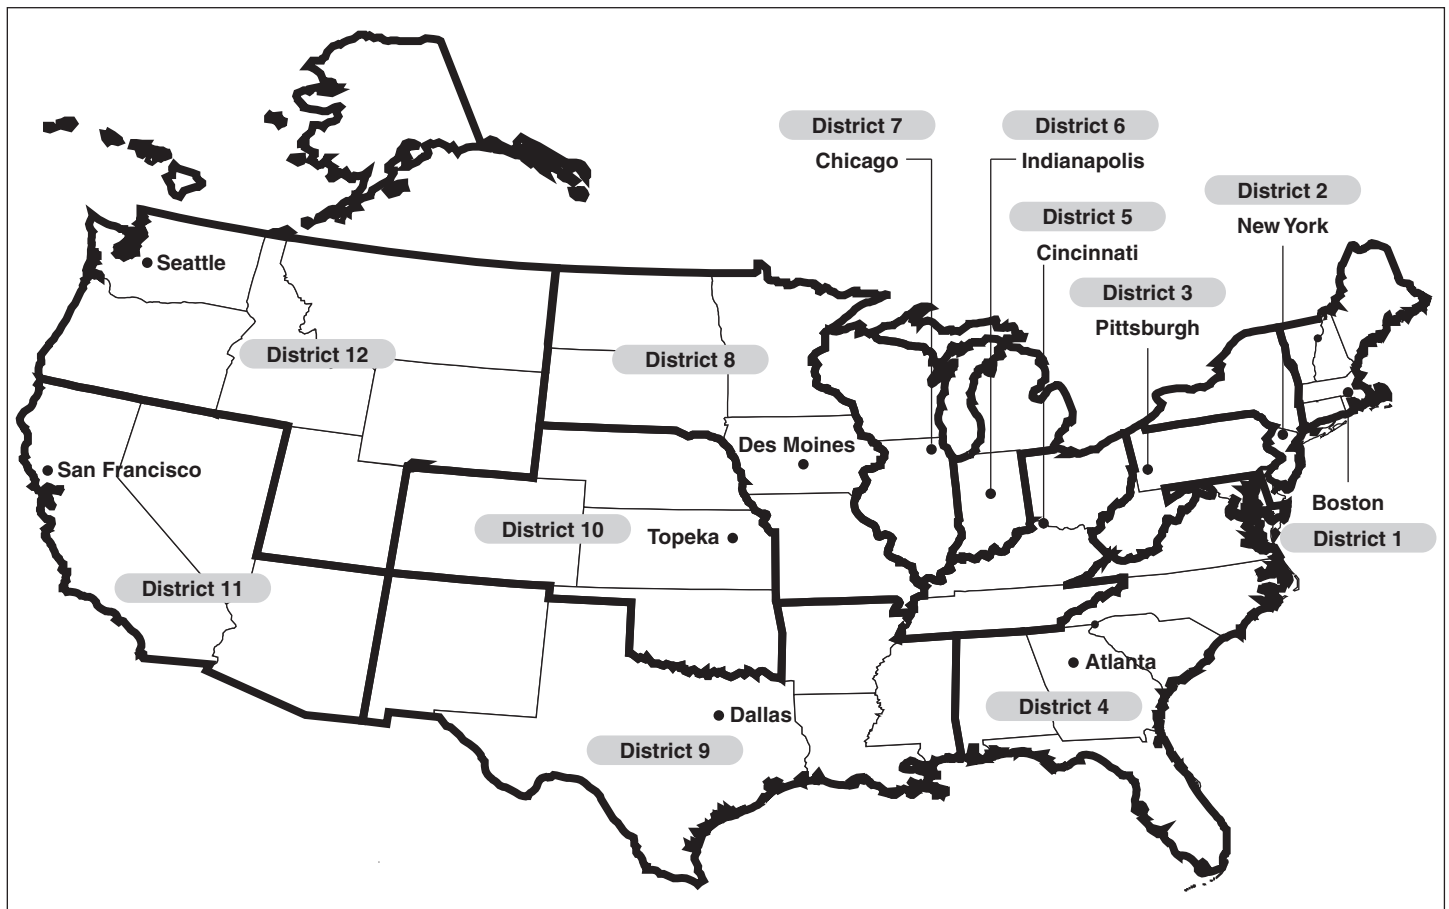 District 7
Chicago
District 6
Indianapolis
District 2
New York
District 5
Cincinnati
District 3
Pittsburgh
Seattle
District 12
District 8
Des Moines
San Francisco
Boston
District 1
District 10
Topeka
District 11
Atlanta
District 4
Dallas
District 9